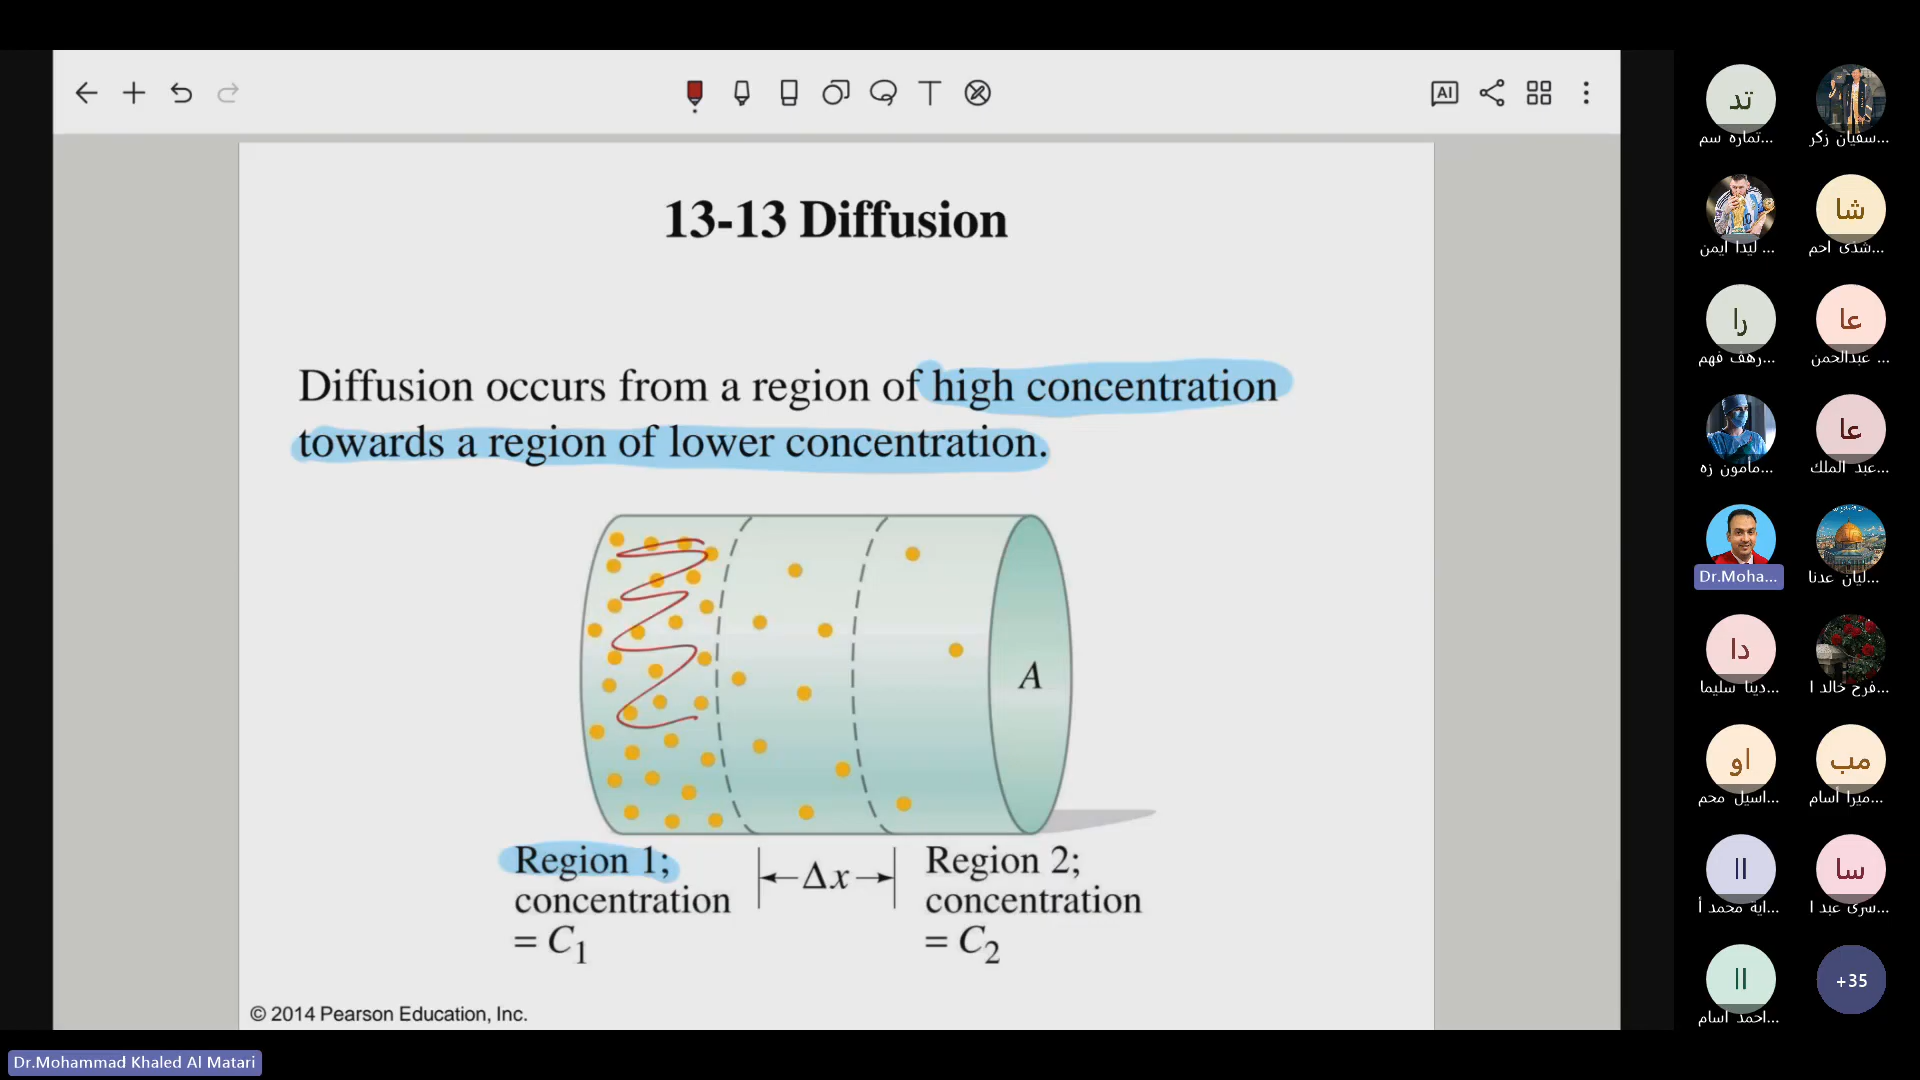 AI
13-13 Diffusion
Diffusion occurs from a region of high concentration
towards a region of lower concentration.
A
Region 1;
concentration
= C₁
Δx
Region 2;
concentration
= C₂
© 2014 Pearson Education, Inc.
Dr.Mohammad Khaled Al Matari
تد
تماره سم...
سفيان زكر...
ليدا ايمن...
شا
شذى احم...
را
رهف فهم...
عا
عبدالحمن...
مأمون زه...
عا
عبد الملك...
Dr.Moha...
ليان عدنا...
دا
دينا سليما...
فرح خالد ا...
او
اسيل محم...
مب
ميرا أسام...
اا
اية محمد أ...
سا
سرى عبد ا...
اا
احمد اسام...
+35